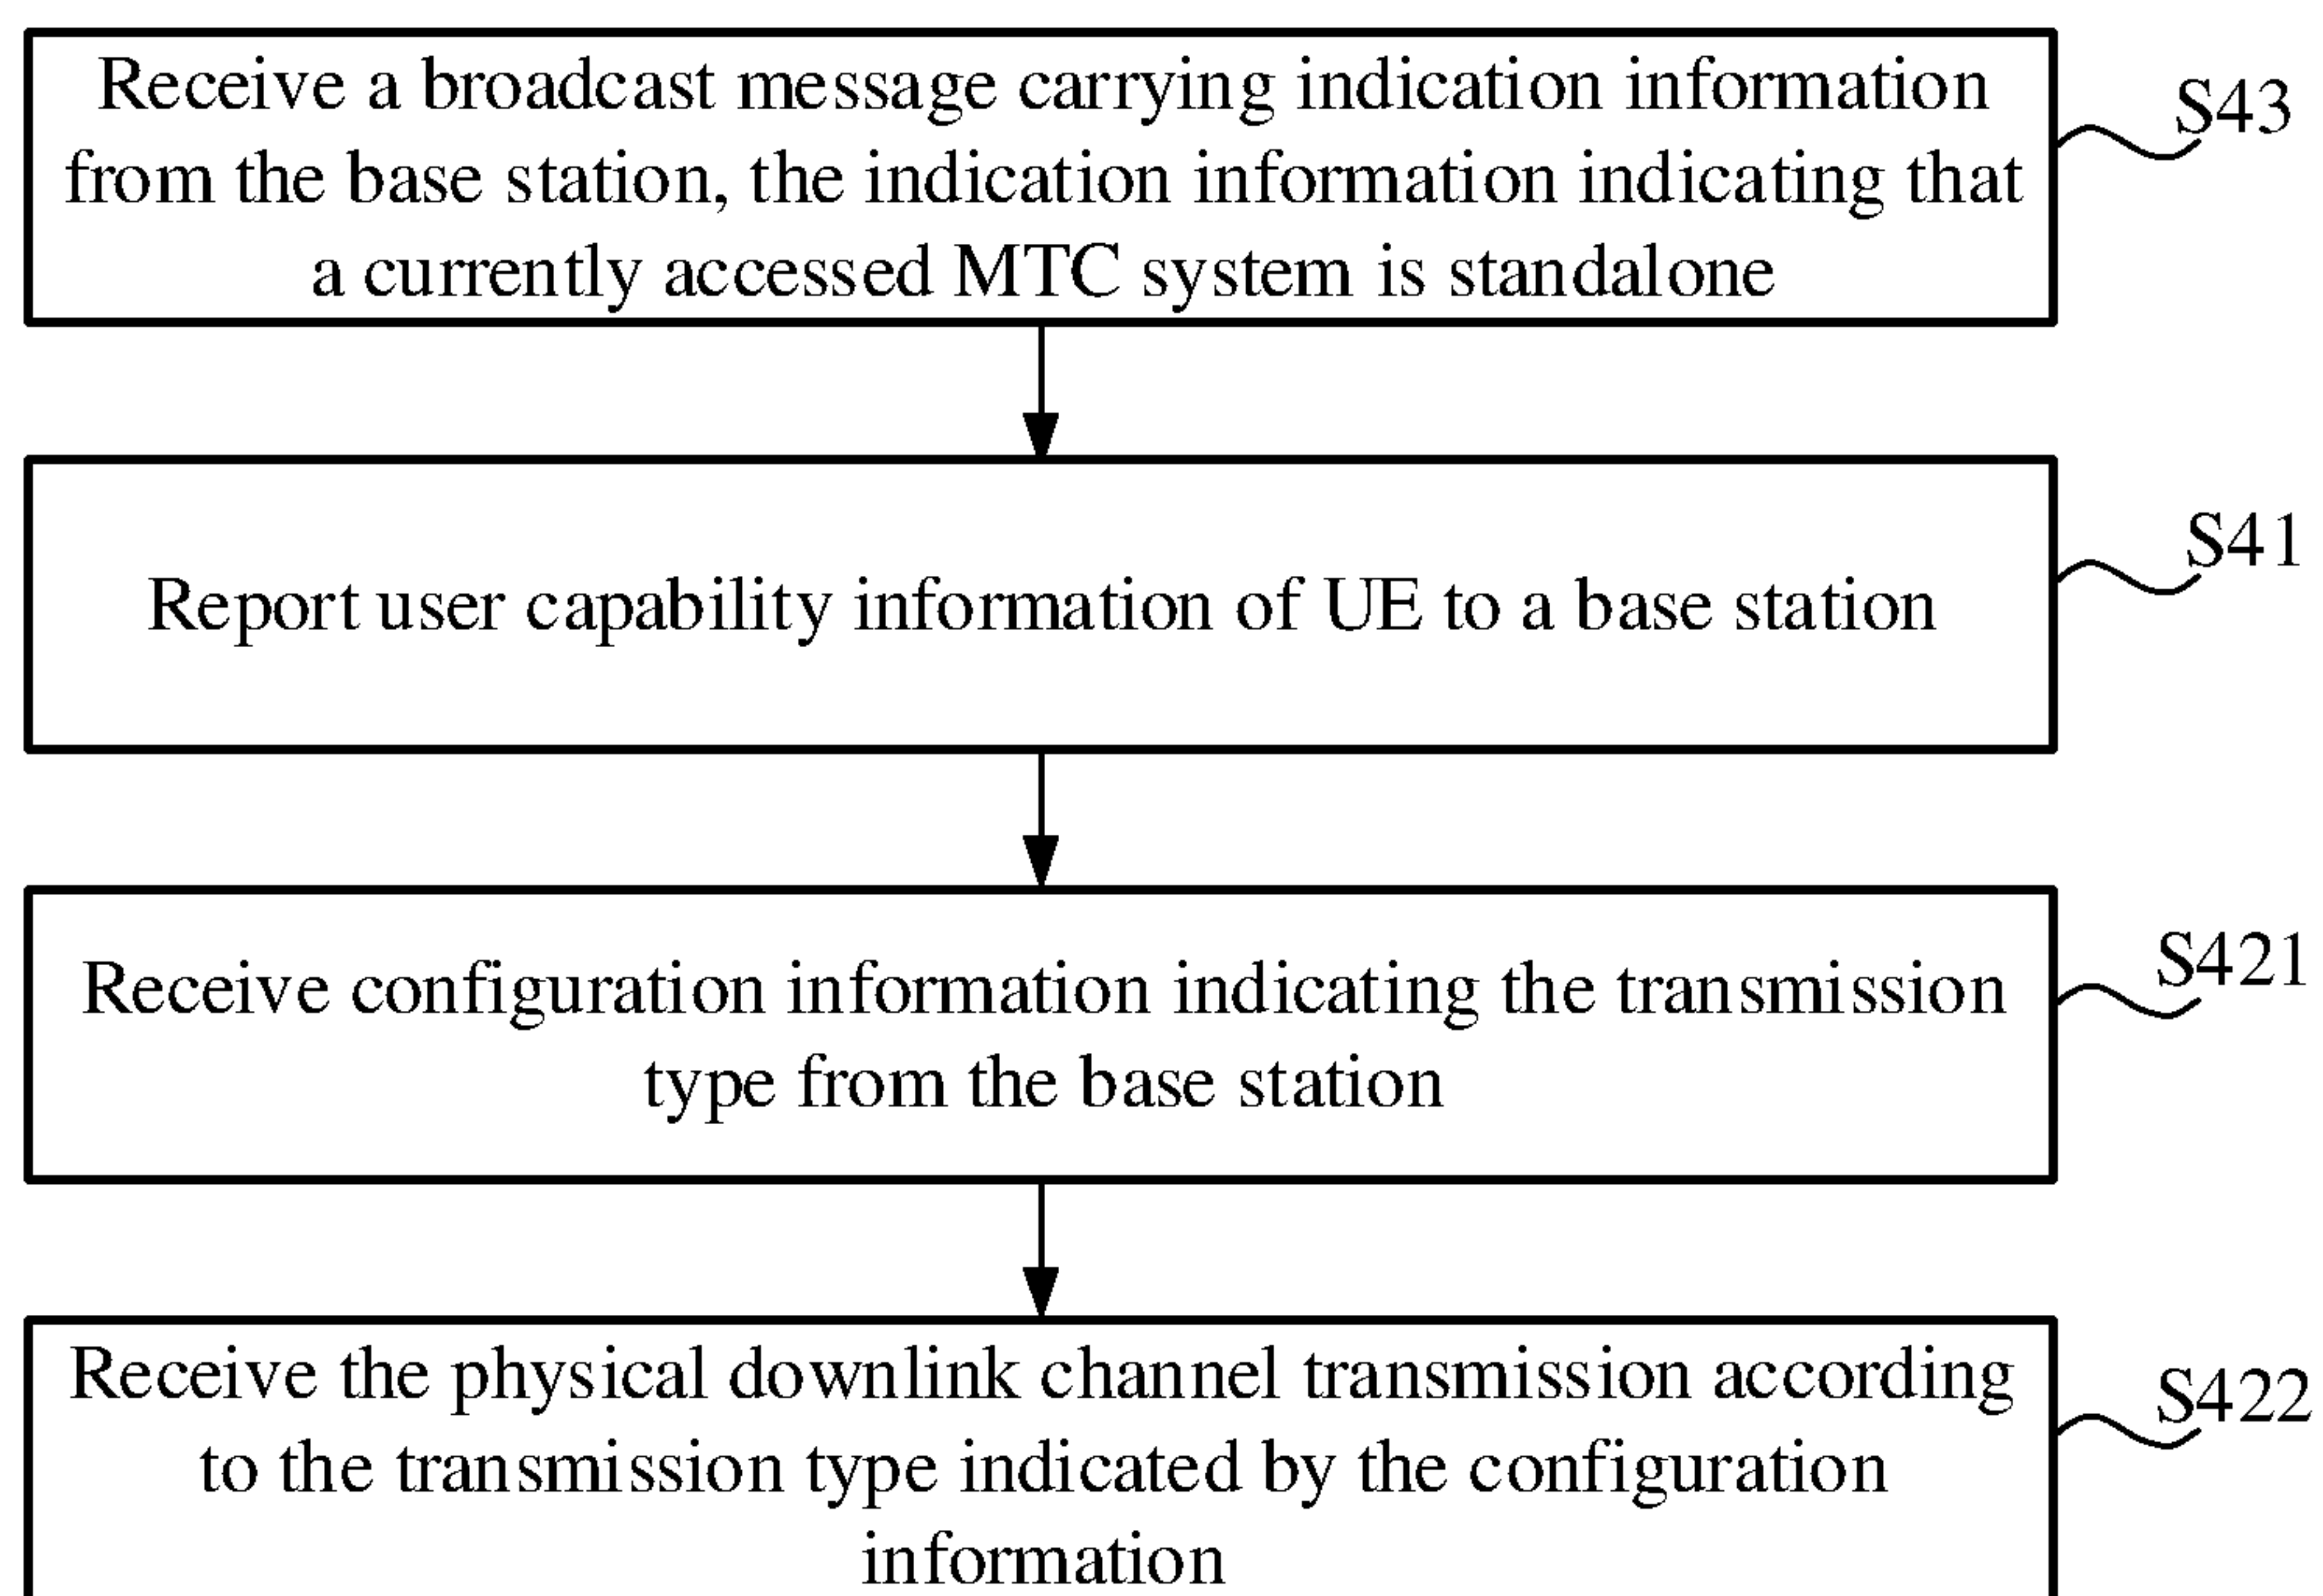 Receive a broadcast message carrying indication information
from the base station, the indication information indicating that
a currently accessed MTC system is standalone
S43
Report user capability information of UE to a base station
S41
Receive configuration information indicating the transmission
type from the base station
S421
Receive the physical downlink channel transmission according
to the transmission type indicated by the configuration
information
S422